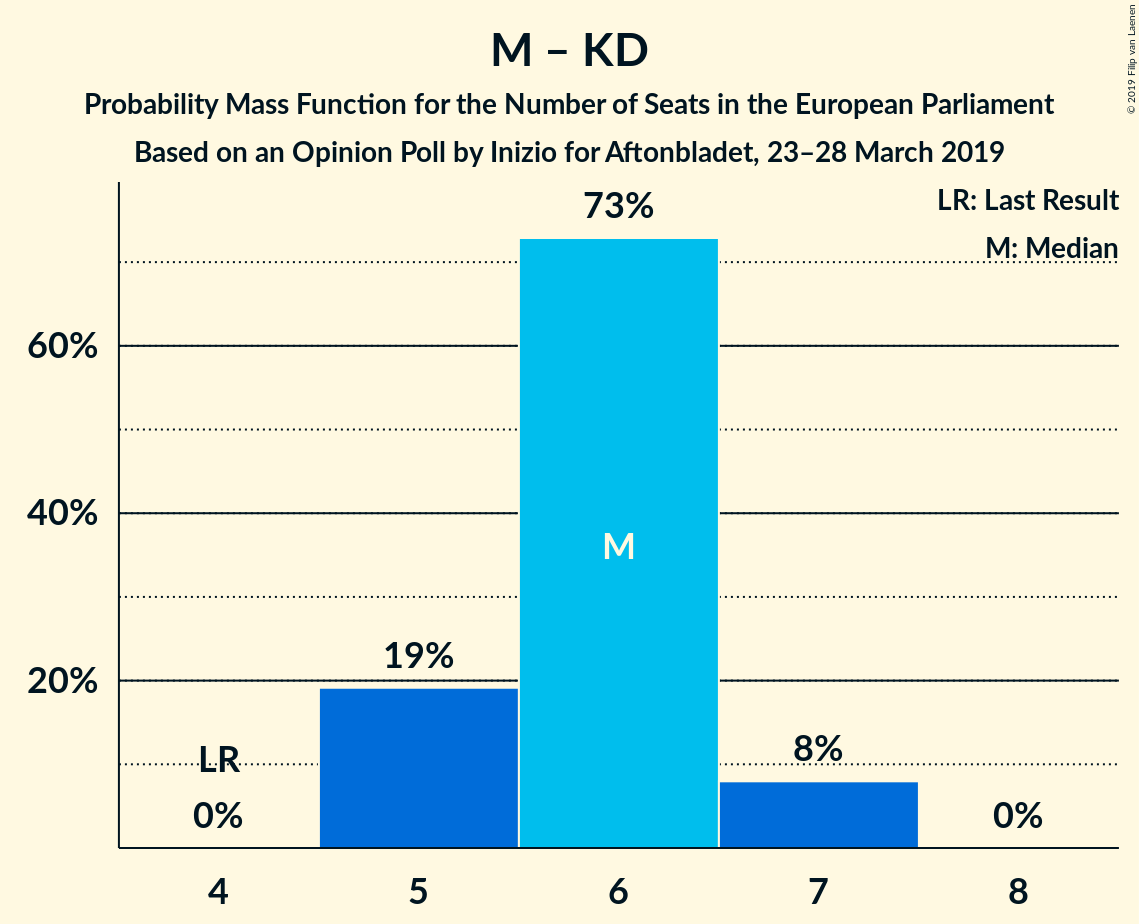 M – KD
Probability Mass Function for the Number of Seats in the European Parliament
Based on an Opinion Poll by Inizio for Aftonbladet, 23–28 March 2019
© 2019 Filip van Laenen
LR: Last Result
M: Median
73%
60%
40%
M
19%
20%
LR
8%
0%
0%
4
5
6
7
8